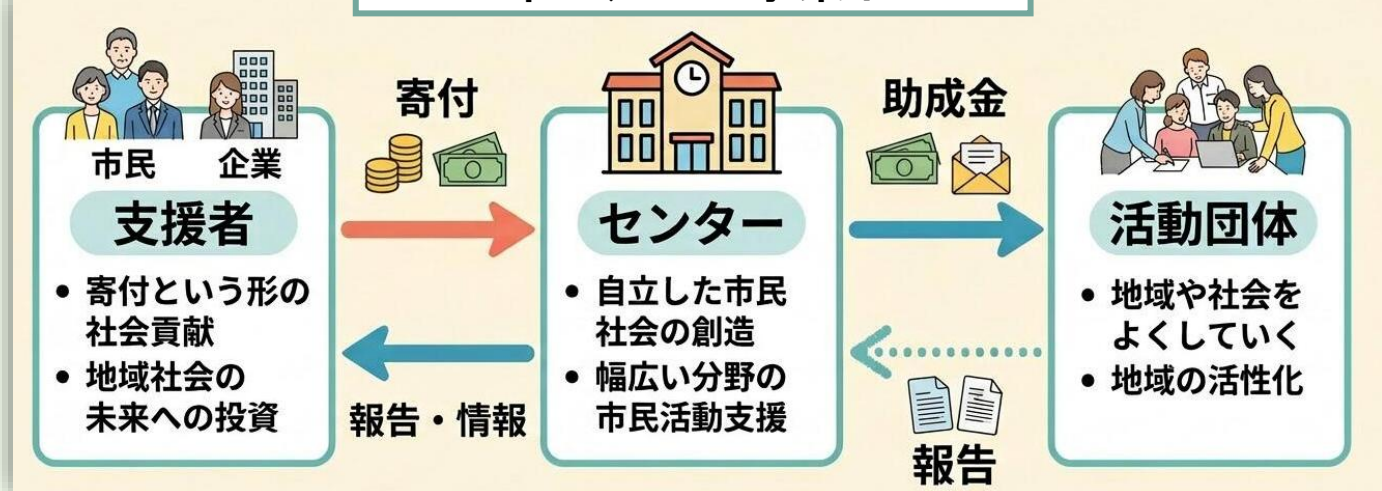 市民
企業
支援者
• 寄付という形の
社会貢献
• 地域社会の
未来への投資
寄付
報告・情報
センター
• 自立した市民
社会の創造
• 幅広い分野の
市民活動支援
助成金
報告
活動団体
• 地域や社会を
よくしていく
• 地域の活性化